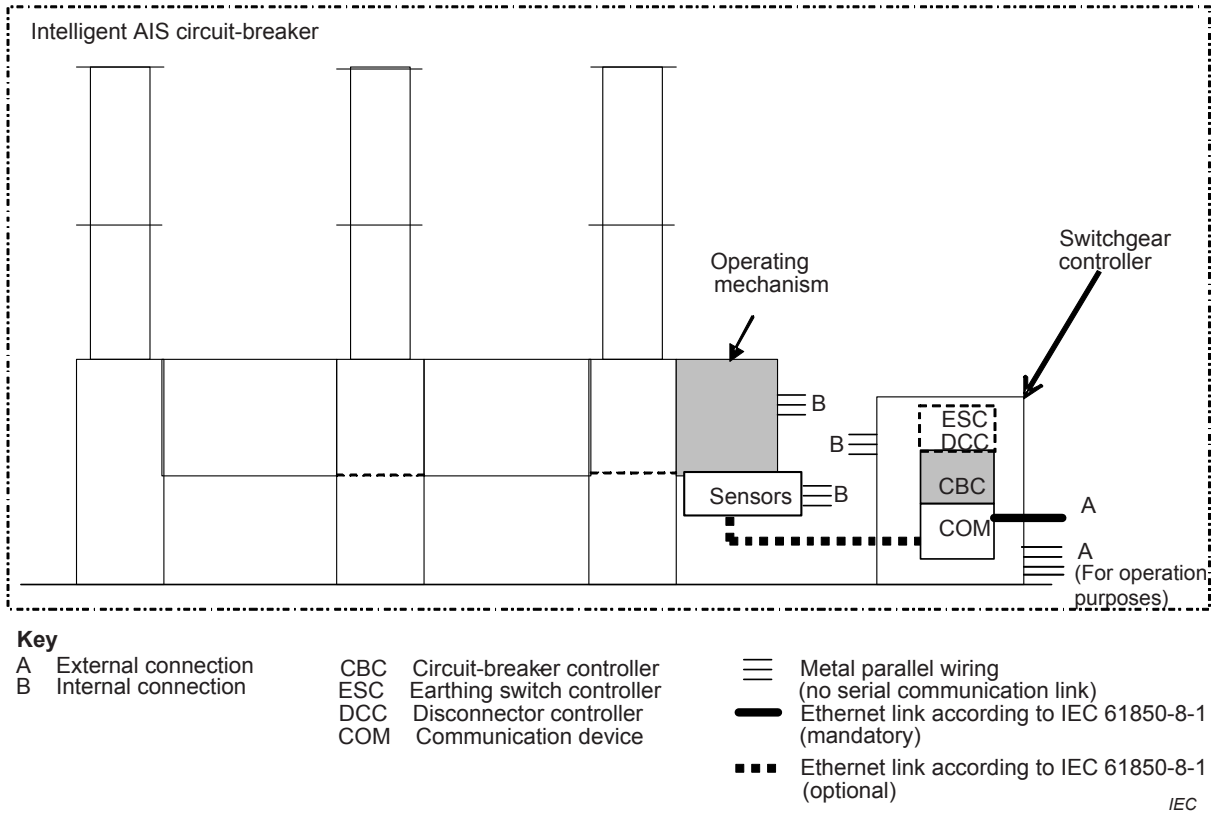 Intelligent AIS circuit-breaker
Switchgear
controller
Operating
mechanism
B
B
ESC
DCC
CBC
COM
Sensors
B
A
A
(For operation
purposes)
Key
A External connection
B Internal connection
CBC Circuit-breaker controller
ESC Earthing switch controller
DCC Disconnector controller
COM Communication device
Metal parallel wiring
(no serial communication link)
Ethernet link according to IEC 61850-8-1
(mandatory)
Ethernet link according to IEC 61850-8-1
(optional)
IEC